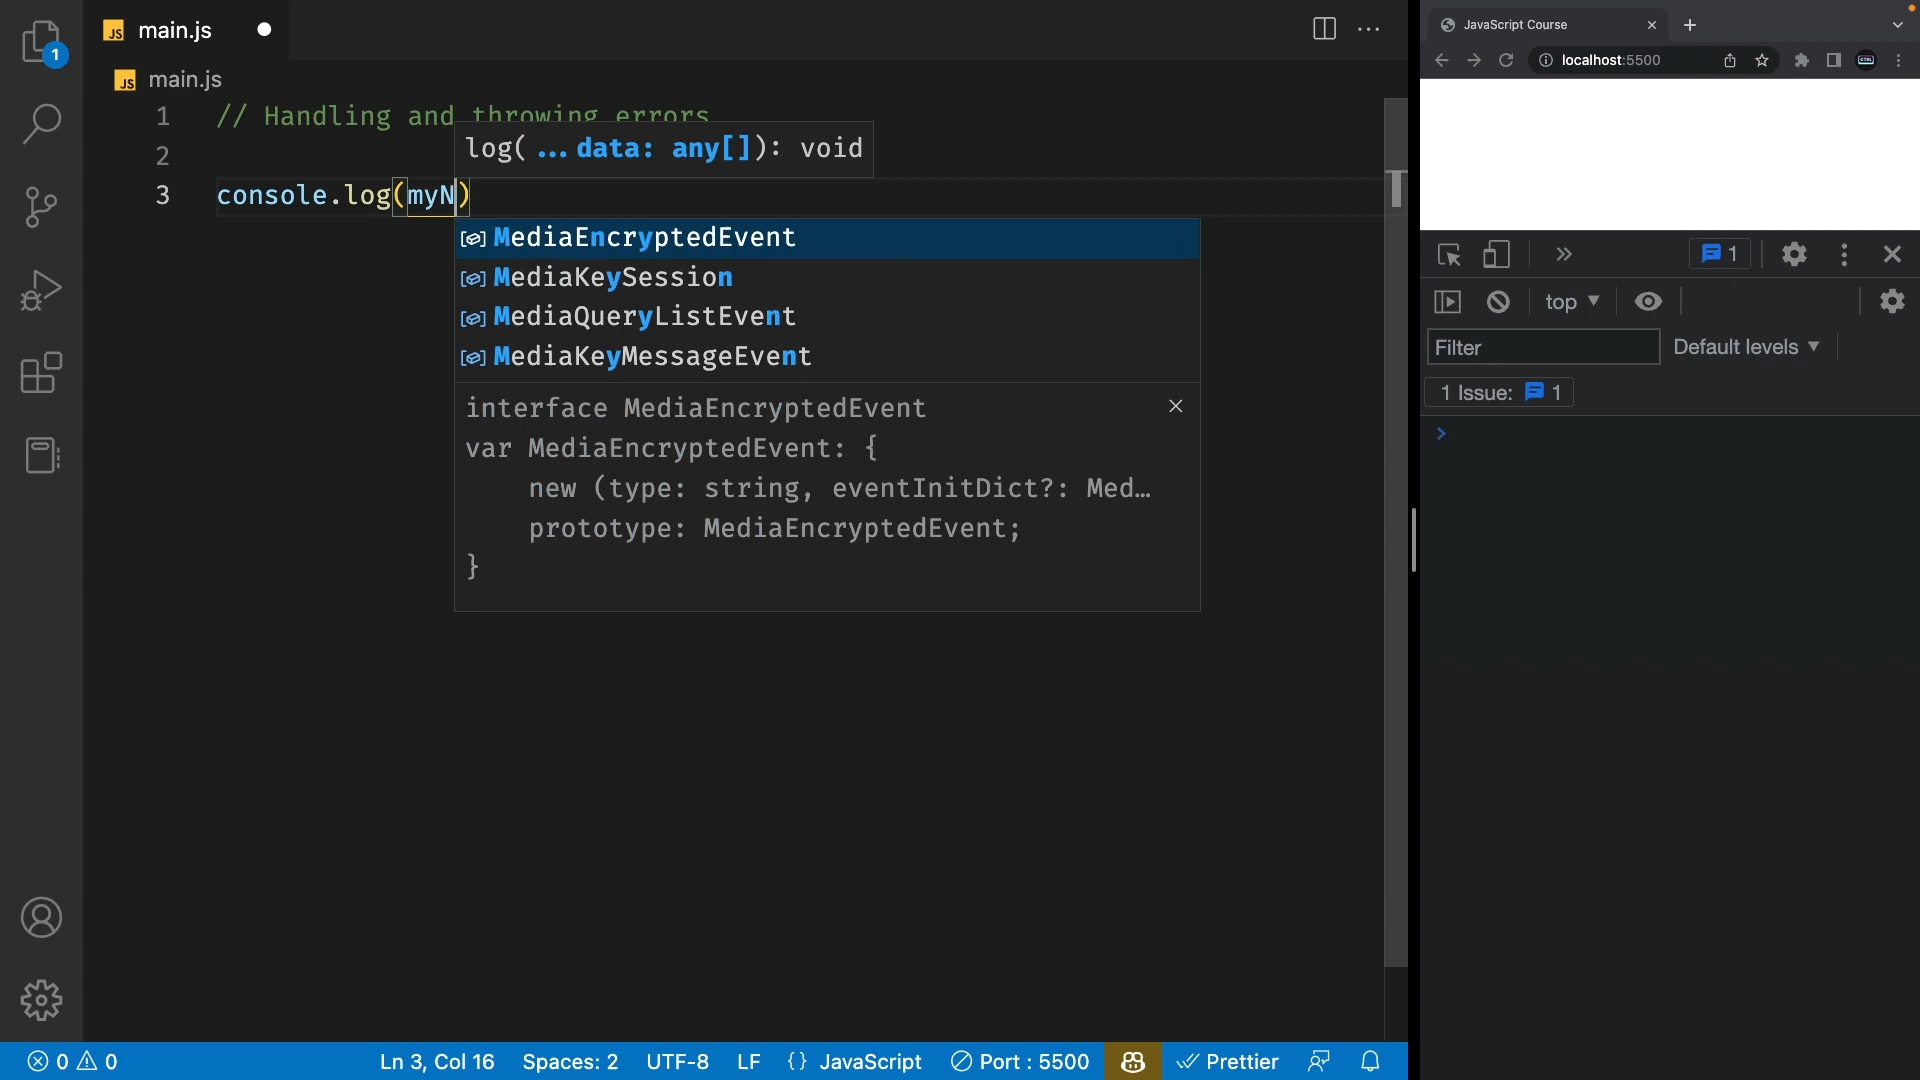 1
main.js
main.js
1 // Handling and throwing errors
2
log(...data: any[]): void
3 console.log(myN)
MediaEncryptedEvent
MediaKeySession
MediaQueryListEvent
MediaKeyMessageEvent
interface MediaEncryptedEvent
var MediaEncryptedEvent: {
new (type: string, eventInitDict?: Med…
prototype: MediaEncryptedEvent;
}
0 0
Ln 3, Col 16 Spaces: 2 UTF-8 LF {} JavaScript Port : 5500 Prettier
JavaScript Course
localhost:5500
1
top
Filter Default levels
1 Issue: 1